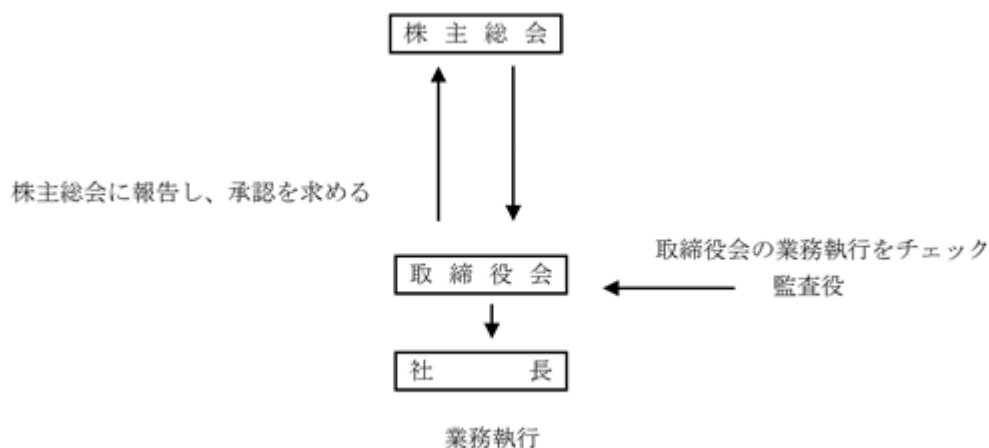 株主総会
株主総会に報告し、承認を求める
取締役会の業務執行をチェック
監査役
取締役会
社長
業務執行